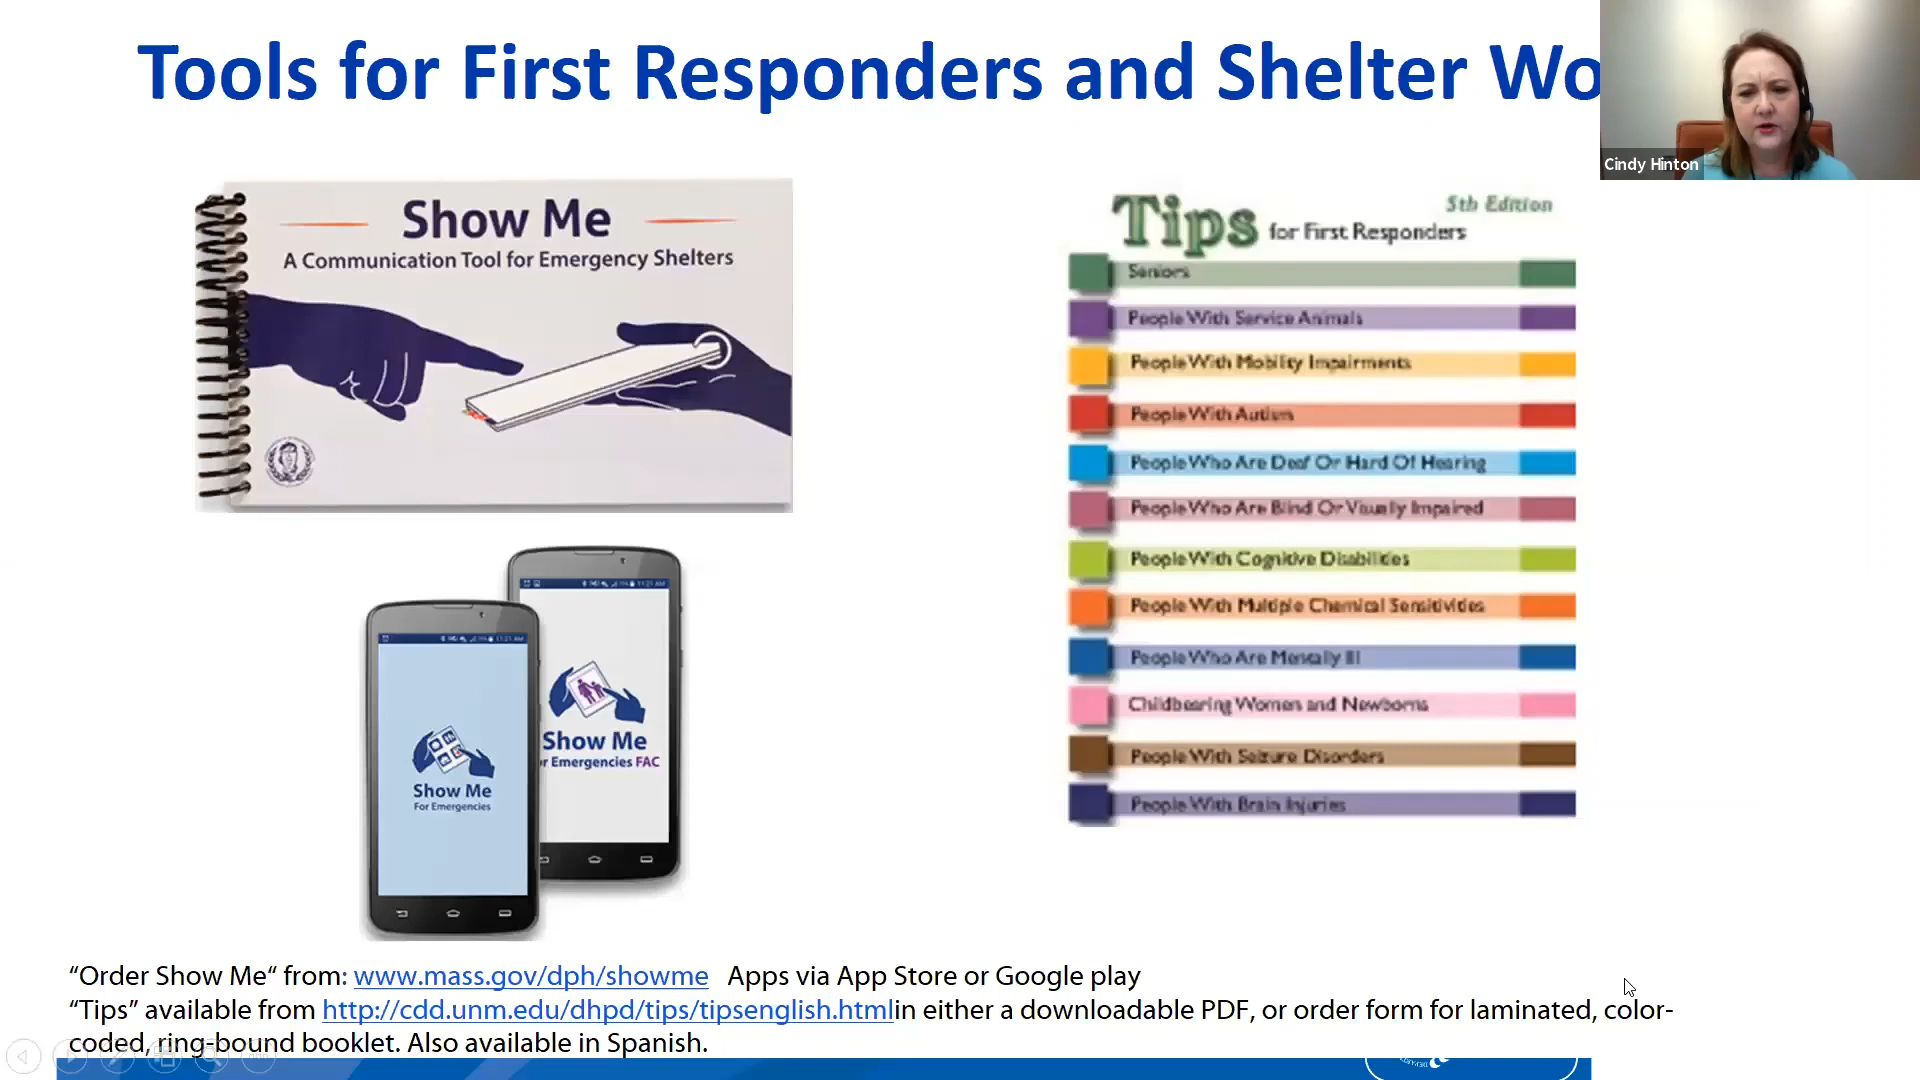 Tools for First Responders and Shelter Wo
Cindy Hinton
Show Me
A Communication Tool for Emergency Shelters
5th Edition
Tips for First Responders
Seniors
People With Service Animals
People With Mobility Impairments
People With Autism
People Who Are Deaf Or Hard Of Hearing
People Who Are Blind Or Visually Impaired
People With Cognitive Disabilities
People With Multiple Chemical Sensitivities
People Who Are Mentally Ill
Childbearing Women and Newborns
People With Seizure Disorders
People With Brain Injuries
11:21 AM
11:21 AM
Show Me
r Emergencies FAC
Show Me
For Emergencies
“Order Show Me“ from: www.mass.gov/dph/showme Apps via App Store or Google play
“Tips” available from http://cdd.unm.edu/dhpd/tips/tipsenglish.htmlin either a downloadable PDF, or order form for laminated, color-
coded, ring-bound booklet. Also available in Spanish.